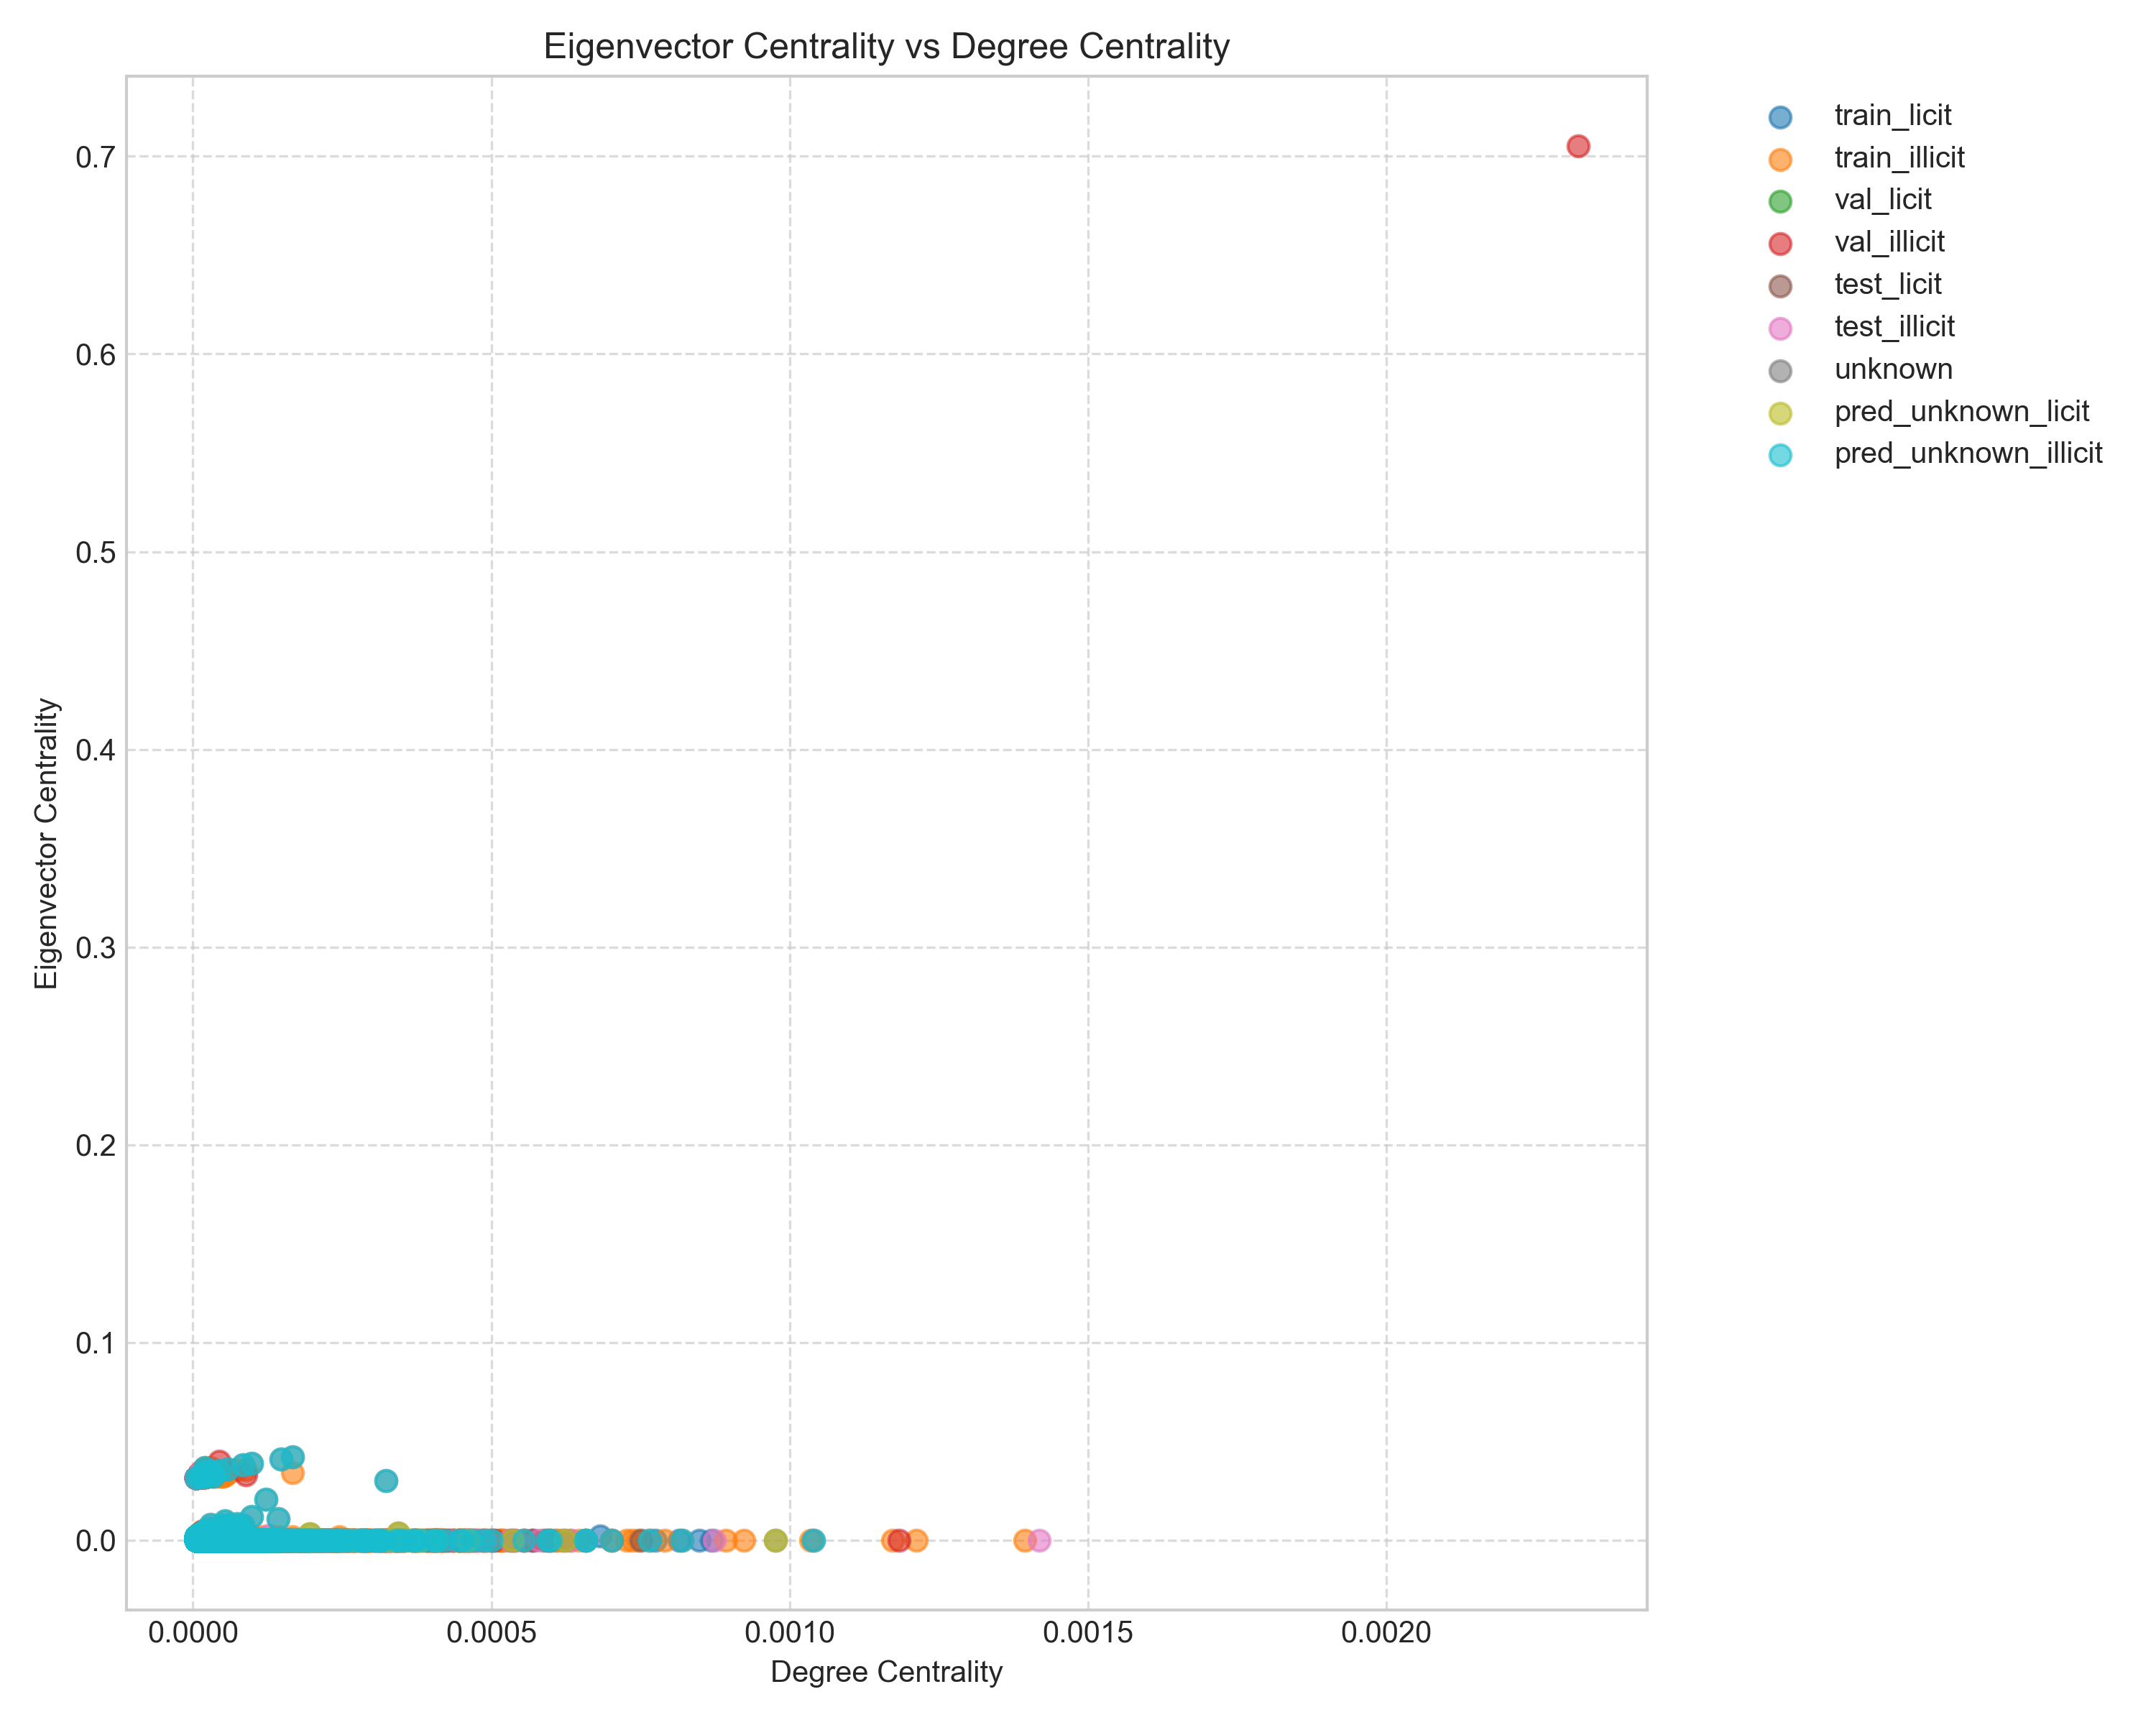 Eigenvector Centrality vs Degree Centrality
0.7
0.6
0.5
0.4
0.3
0.2
0.1
0.0
Eigenvector Centrality
0.0000
0.0005
0.0010
0.0015
0.0020
Degree Centrality
train_licit
train_illicit
val_licit
val_illicit
test_licit
test_illicit
unknown
pred_unknown_licit
pred_unknown_illicit